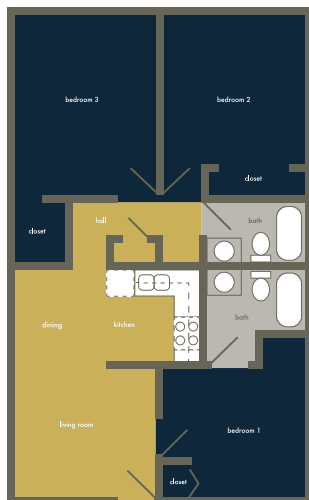 bedroom 3
bedroom 2
closet
hall
bath
closet
dining
kitchen
bath
living room
bedroom 1
closet